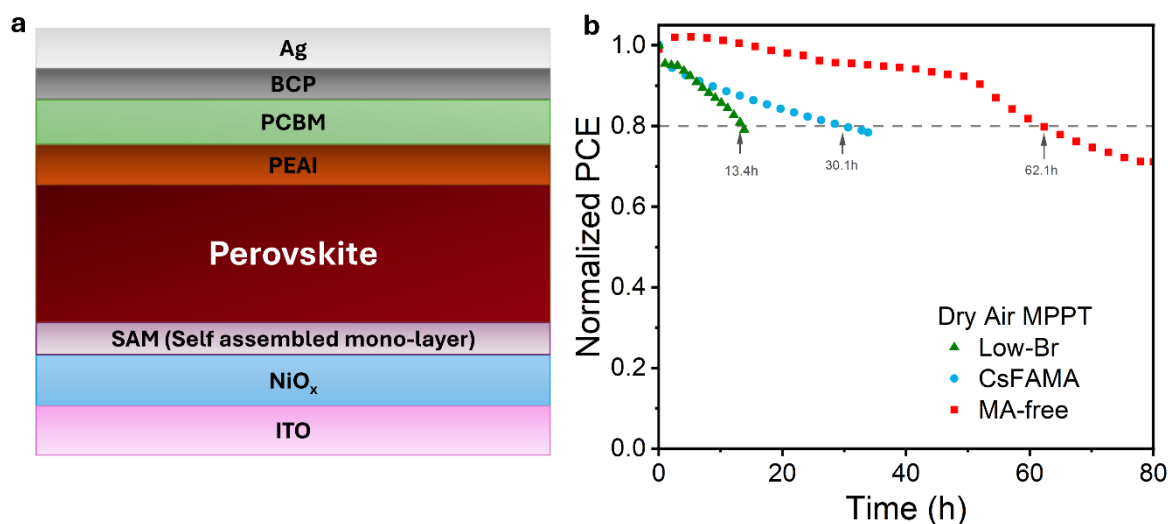 a
Ag
BCP
PCBM
PEAI
Perovskite
SAM (Self assembled mono-layer)
NiOₓ
ITO
b
Normalized PCE
1.0
0.8
0.6
0.4
0.2
0.0
13.4h
30.1h
62.1h
Dry Air MPPT
Low-Br
CsFAMA
MA-free
0 20 40 60 80
Time (h)